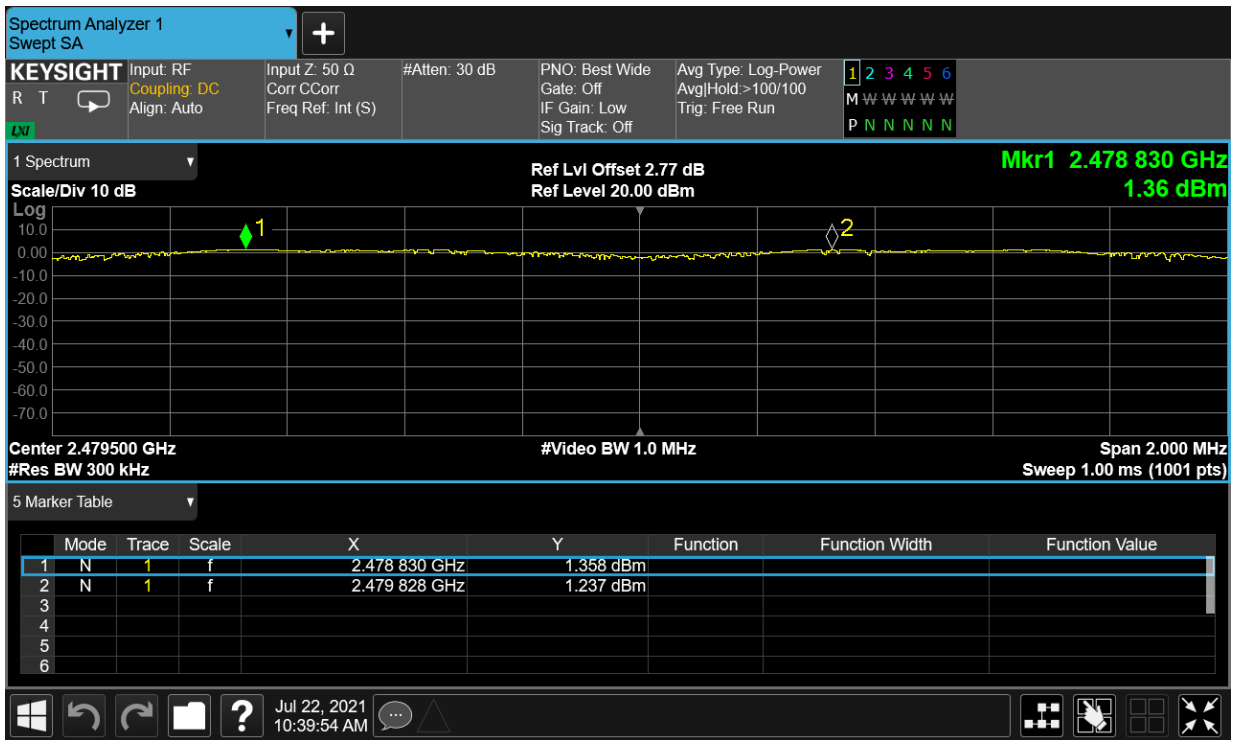 Spectrum Analyzer 1
Swept SA
+
KEYSIGHT Input: RF Input Z: 50 Ω #Atten: 30 dB PNO: Best Wide Avg Type: Log-Power 1 2 3 4 5 6
R T Coupling: DC Corr CCorr Gate: Off Avg|Hold:>100/100 M W W W W W
Align: Auto Freq Ref: Int (S) IF Gain: Low Trig: Free Run P N N N N N
LXI Sig Track: Off
1 Spectrum Ref Lvl Offset 2.77 dB Mkr1 2.478 830 GHz
Scale/Div 10 dB Ref Level 20.00 dBm 1.36 dBm
Log
1 2
10.0
0.00
-10.0
-20.0
-30.0
-40.0
-50.0
-60.0
-70.0
Center 2.479500 GHz #Video BW 1.0 MHz Span 2.000 MHz
#Res BW 300 kHz Sweep 1.00 ms (1001 pts)
5 Marker Table
Mode Trace Scale X Y Function Function Width Function Value
1 N 1 f 2.478 830 GHz 1.358 dBm
2 N 1 f 2.479 828 GHz 1.237 dBm
3
4
5
6
? Jul 22, 2021
10:39:54 AM